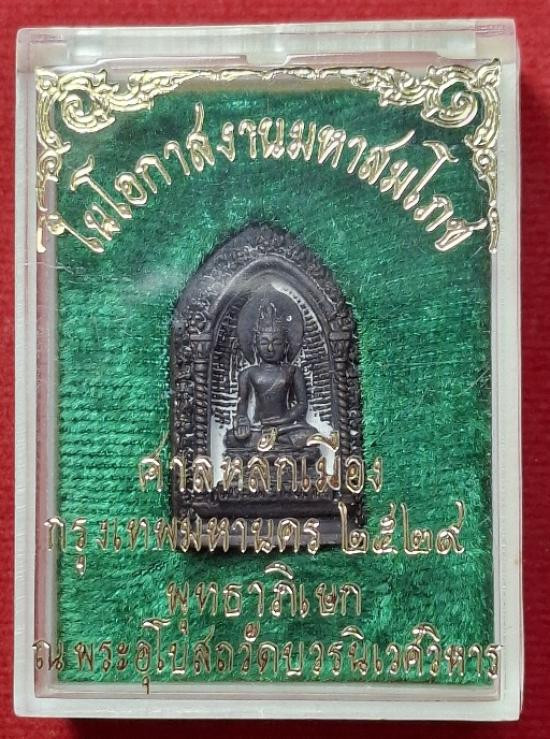 ในโอกาสงานมหาสมโภช
ศาลหลักเมือง
กรุงเทพมหานคร ๒๕๒๙
พุทธาภิเษก
ณ พระอุโบสถวัดบวรนิเวศวิหาร